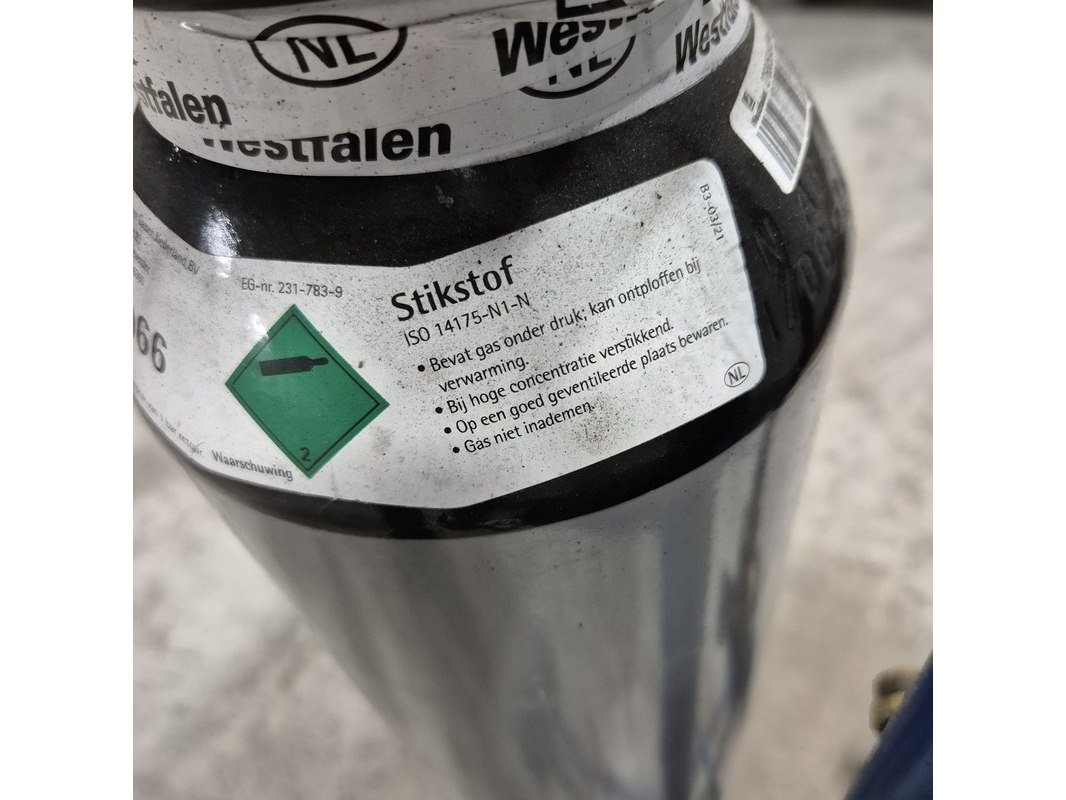 NL
Westfalen
Westfalen
NL
B3-03/21
EG-nr. 231-783-9
Stikstof
ISO 14175-N1-N
• Bevat gas onder druk; kan ontploffen bij
verwarming.
• Bij hoge concentratie verstikkend.
• Op een goed geventileerde plaats bewaren.
• Gas niet inademen.
NL
66
2
Waarschuwing